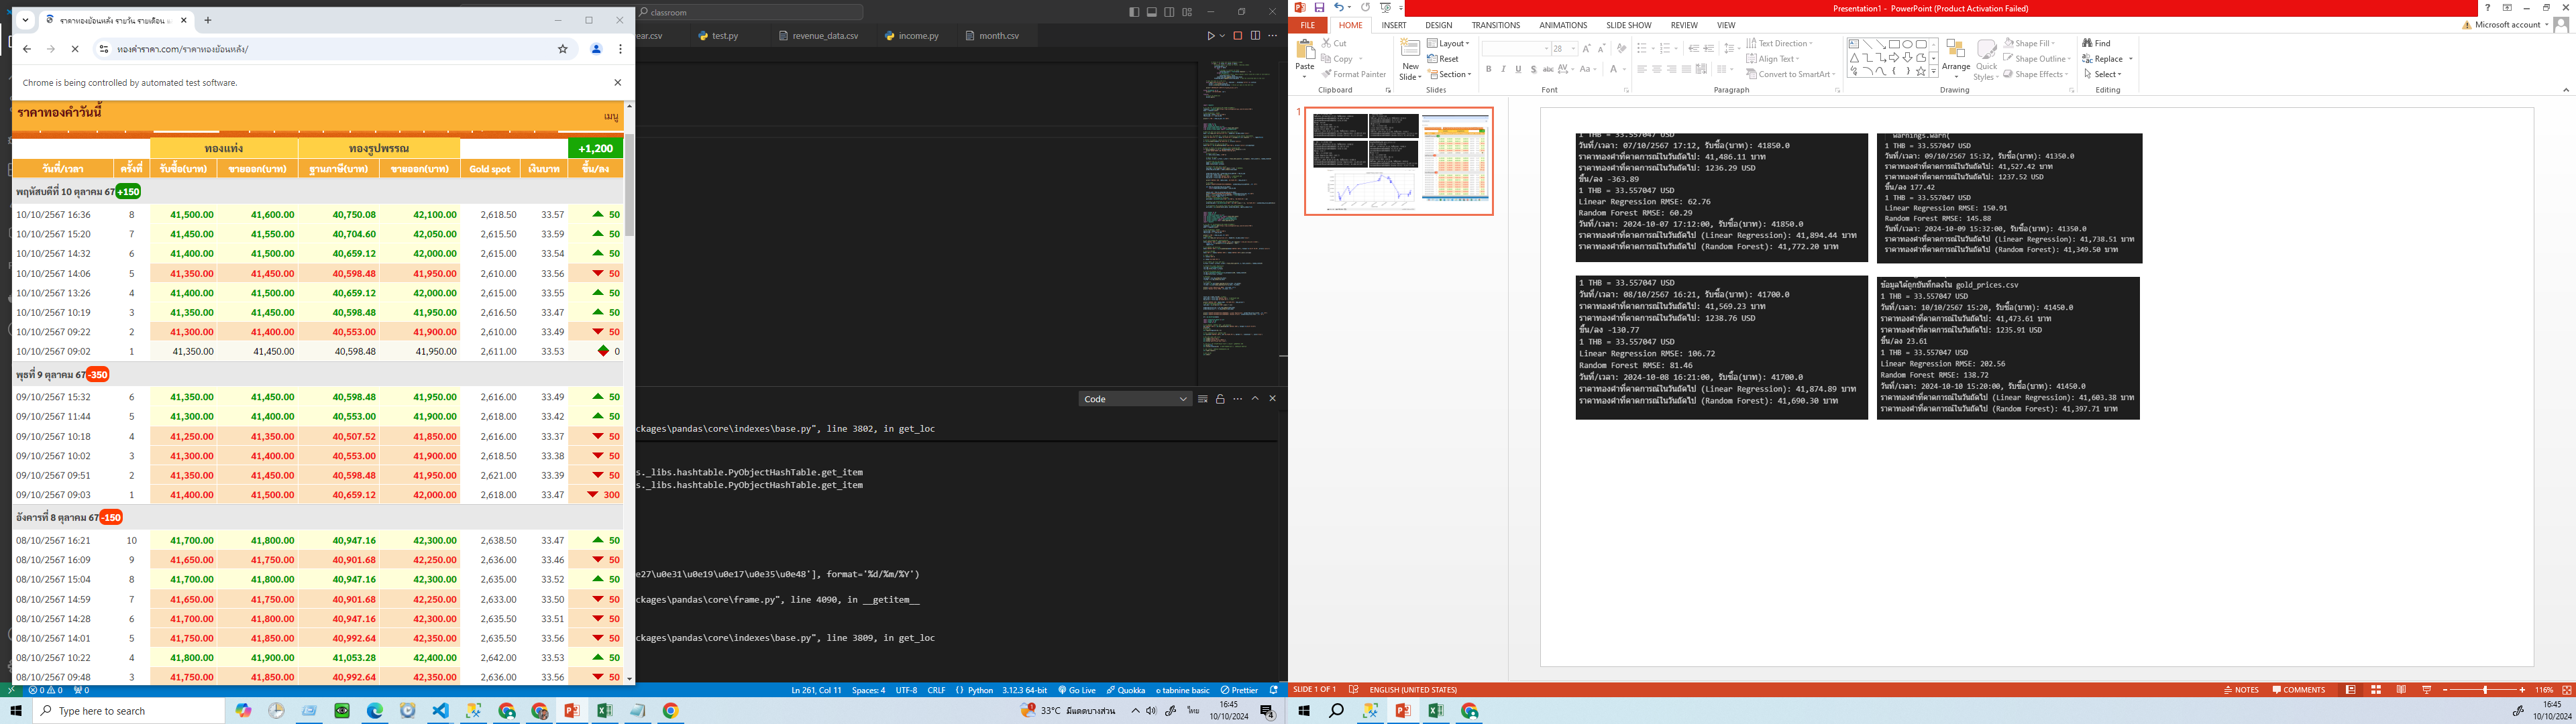 ราคาทองย้อนหลัง รายวัน รายเดือน
classroom
ทองคําราคา.com/ราคาทองย้อนหลัง/
ear.csv
test.py
revenue_data.csv
income.py
month.csv
Chrome is being controlled by automated test software.
ราคาทองคำวันนี้
เมนู
ทองแท่ง ทองรูปพรรณ +1,200
วันที่/เวลา ครั้งที่ รับซื้อ(บาท) ขายออก(บาท) ฐานภาษี(บาท) ขายออก(บาท) Gold spot เงินบาท ขึ้น/ลง
พฤหัสบดีที่ 10 ตุลาคม 67 +150
10/10/2567 16:36 8 41,500.00 41,600.00 40,750.08 42,100.00 2,618.50 33.57 50
10/10/2567 15:20 7 41,450.00 41,550.00 40,704.60 42,050.00 2,615.50 33.59 50
10/10/2567 14:32 6 41,400.00 41,500.00 40,659.12 42,000.00 2,615.00 33.54 50
10/10/2567 14:06 5 41,350.00 41,450.00 40,598.48 41,950.00 2,610.00 33.56 50
10/10/2567 13:26 4 41,400.00 41,500.00 40,659.12 42,000.00 2,615.00 33.55 50
10/10/2567 10:19 3 41,350.00 41,450.00 40,598.48 41,950.00 2,616.50 33.47 50
10/10/2567 09:22 2 41,300.00 41,400.00 40,553.00 41,900.00 2,610.00 33.49 50
10/10/2567 09:02 1 41,350.00 41,450.00 40,598.48 41,950.00 2,611.00 33.53 0
พุธที่ 9 ตุลาคม 67 -350
09/10/2567 15:32 6 41,350.00 41,450.00 40,598.48 41,950.00 2,616.00 33.49 50
09/10/2567 11:44 5 41,300.00 41,400.00 40,553.00 41,900.00 2,618.00 33.42 50
09/10/2567 10:18 4 41,250.00 41,350.00 40,507.52 41,850.00 2,616.00 33.37 50
09/10/2567 10:02 3 41,300.00 41,400.00 40,553.00 41,900.00 2,618.50 33.38 50
09/10/2567 09:51 2 41,350.00 41,450.00 40,598.48 41,950.00 2,621.00 33.39 50
09/10/2567 09:03 1 41,400.00 41,500.00 40,659.12 42,000.00 2,618.00 33.47 300
อังคารที่ 8 ตุลาคม 67 -150
08/10/2567 16:21 10 41,700.00 41,800.00 40,947.16 42,300.00 2,638.50 33.47 50
08/10/2567 16:09 9 41,650.00 41,750.00 40,901.68 42,250.00 2,636.00 33.46 50
08/10/2567 15:04 8 41,700.00 41,800.00 40,947.16 42,300.00 2,635.00 33.52 50
08/10/2567 14:59 7 41,650.00 41,750.00 40,901.68 42,250.00 2,633.00 33.50 50
08/10/2567 14:28 6 41,700.00 41,800.00 40,947.16 42,300.00 2,635.50 33.51 50
08/10/2567 14:01 5 41,750.00 41,850.00 40,992.64 42,350.00 2,635.50 33.56 50
08/10/2567 10:22 4 41,800.00 41,900.00 41,053.28 42,400.00 2,642.00 33.53 50
08/10/2567 09:48 3 41,750.00 41,850.00 40,992.64 42,350.00 2,636.00 33.56 50
Code
ckages\pandas\core\indexes\base.py", line 3802, in get_loc
s._libs.hashtable.PyObjectHashTable.get_item
s._libs.hashtable.PyObjectHashTable.get_item
e27\u0e31\u0e19\u0e17\u0e35\u0e48'], format='%d/%m/%Y')
ckages\pandas\core\frame.py", line 4090, in __getitem__
ckages\pandas\core\indexes\base.py", line 3809, in get_loc
0 0 0 Ln 261, Col 11 Spaces: 4 UTF-8 CRLF Python 3.12.3 64-bit Go Live Quokka tabnine basic Prettier
Type here to search
33°C มีแดดบางส่วน ไทย 16:45 10/10/2024 4
Presentation1 - PowerPoint (Product Activation Failed)
FILE HOME INSERT DESIGN TRANSITIONS ANIMATIONS SLIDE SHOW REVIEW VIEW Microsoft account
Paste Cut Copy Format Painter
New Slide Layout Reset Section
28
B I U S abc AV Aa A
Text Direction Align Text Convert to SmartArt
Arrange Quick Styles Shape Fill Shape Outline Shape Effects
Find Replace Select
Clipboard Slides Font Paragraph Drawing Editing
1
1 THB = 33.557047 USD
วันที่/เวลา: 07/10/2567 17:12, รับซื้อ(บาท): 41850.0
ราคาทองคำที่คาดการณ์ในวันถัดไป: 41,486.11 บาท
ราคาทองคำที่คาดการณ์ในวันถัดไป: 1236.29 USD
ขึ้น/ลง -363.89
1 THB = 33.557047 USD
Linear Regression RMSE: 62.76
Random Forest RMSE: 60.29
วันที่/เวลา: 2024-10-07 17:12:00, รับซื้อ(บาท): 41850.0
ราคาทองคำที่คาดการณ์ในวันถัดไป (Linear Regression): 41,894.44 บาท
ราคาทองคำที่คาดการณ์ในวันถัดไป (Random Forest): 41,772.20 บาท
warnings.warn(
1 THB = 33.557047 USD
วันที่/เวลา: 09/10/2567 15:32, รับซื้อ(บาท): 41350.0
ราคาทองคำที่คาดการณ์ในวันถัดไป: 41,527.42 บาท
ราคาทองคำที่คาดการณ์ในวันถัดไป: 1237.52 USD
ขึ้น/ลง 177.42
1 THB = 33.557047 USD
Linear Regression RMSE: 150.91
Random Forest RMSE: 145.88
วันที่/เวลา: 2024-10-09 15:32:00, รับซื้อ(บาท): 41350.0
ราคาทองคำที่คาดการณ์ในวันถัดไป (Linear Regression): 41,738.51 บาท
ราคาทองคำที่คาดการณ์ในวันถัดไป (Random Forest): 41,349.50 บาท
1 THB = 33.557047 USD
วันที่/เวลา: 08/10/2567 16:21, รับซื้อ(บาท): 41700.0
ราคาทองคำที่คาดการณ์ในวันถัดไป: 41,569.23 บาท
ราคาทองคำที่คาดการณ์ในวันถัดไป: 1238.76 USD
ขึ้น/ลง -130.77
1 THB = 33.557047 USD
Linear Regression RMSE: 106.72
Random Forest RMSE: 81.46
วันที่/เวลา: 2024-10-08 16:21:00, รับซื้อ(บาท): 41700.0
ราคาทองคำที่คาดการณ์ในวันถัดไป (Linear Regression): 41,874.89 บาท
ราคาทองคำที่คาดการณ์ในวันถัดไป (Random Forest): 41,690.30 บาท
ข้อมูลได้ถูกบันทึกลงใน gold_prices.csv
1 THB = 33.557047 USD
วันที่/เวลา: 10/10/2567 15:20, รับซื้อ(บาท): 41450.0
ราคาทองคำที่คาดการณ์ในวันถัดไป: 41,473.61 บาท
ราคาทองคำที่คาดการณ์ในวันถัดไป: 1235.91 USD
ขึ้น/ลง 23.61
1 THB = 33.557047 USD
Linear Regression RMSE: 202.56
Random Forest RMSE: 138.72
วันที่/เวลา: 2024-10-10 15:20:00, รับซื้อ(บาท): 41450.0
ราคาทองคำที่คาดการณ์ในวันถัดไป (Linear Regression): 41,603.38 บาท
ราคาทองคำที่คาดการณ์ในวันถัดไป (Random Forest): 41,397.71 บาท
SLIDE 1 OF 1 ENGLISH (UNITED STATES) NOTES COMMENTS 116%
16:45
10/10/2024